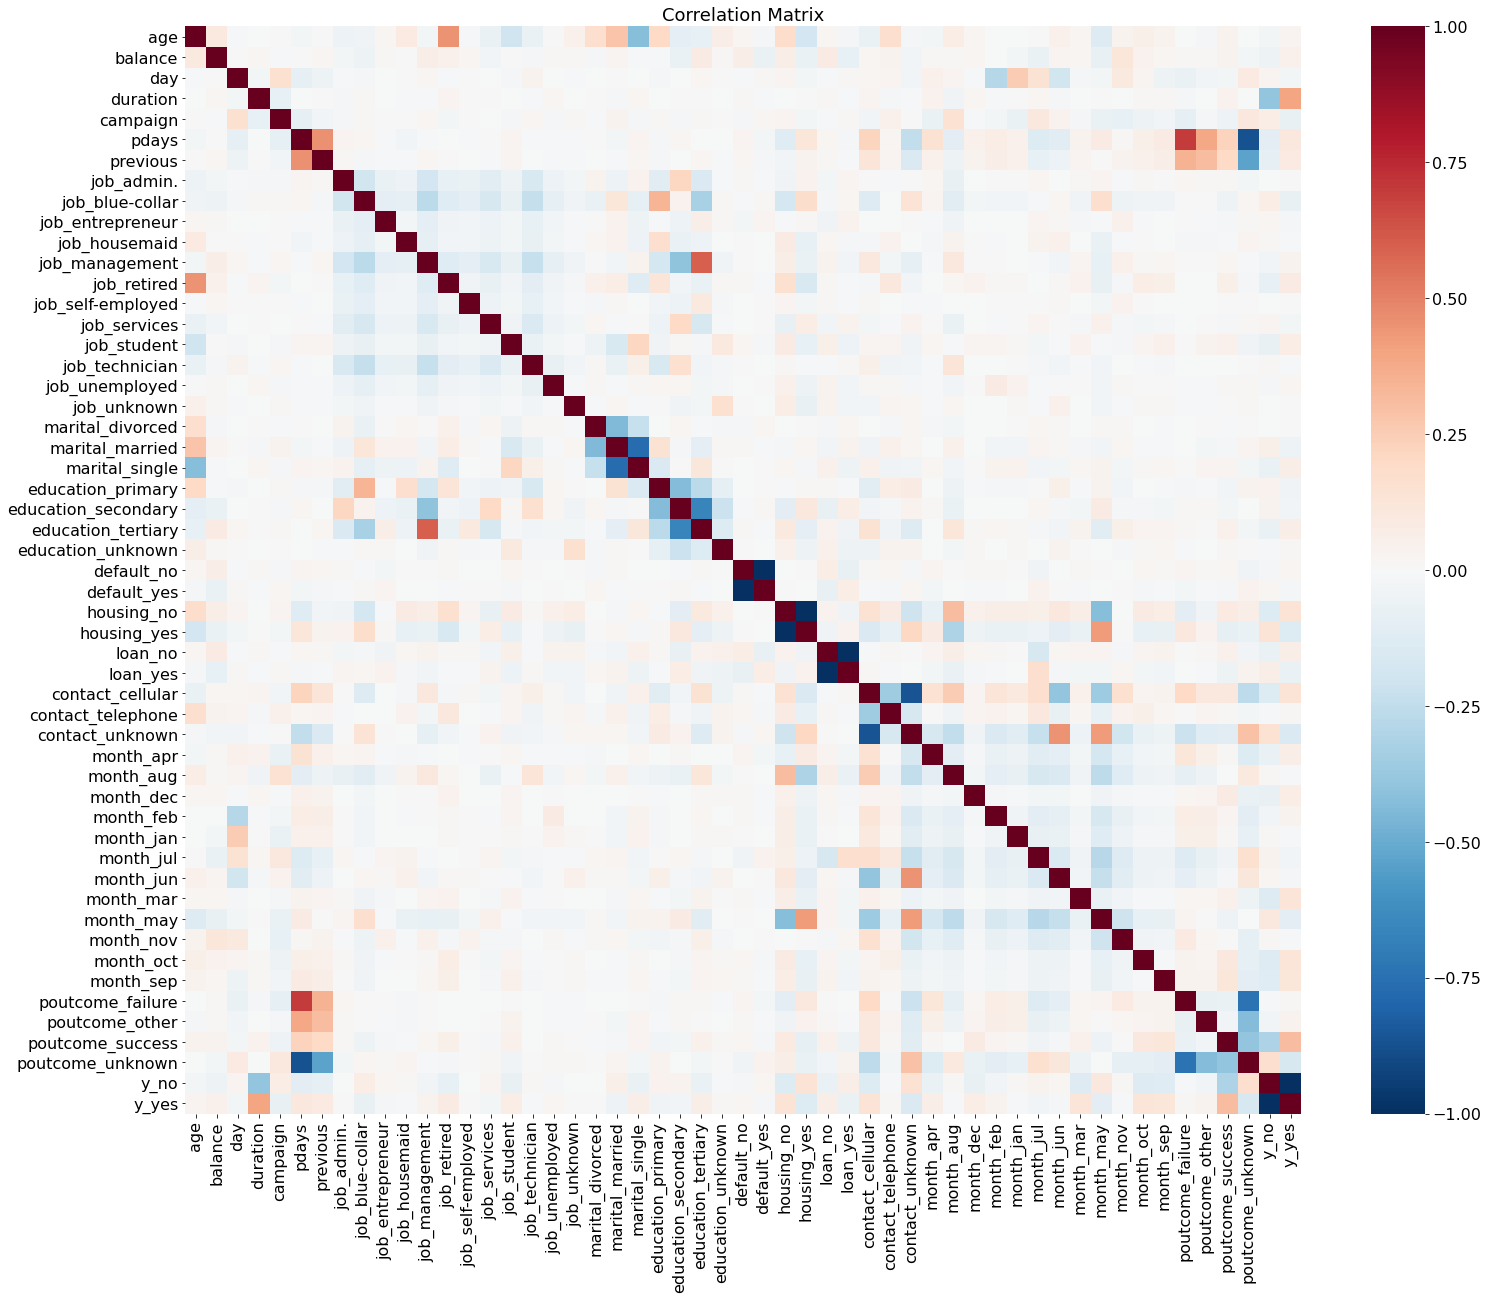 Correlation Matrix
age
balance
day
duration
campaign
pdays
previous
job_admin.
job_blue-collar
job_entrepreneur
job_housemaid
job_management
job_retired
job_self-employed
job_services
job_student
job_technician
job_unemployed
job_unknown
marital_divorced
marital_married
marital_single
education_primary
education_secondary
education_tertiary
education_unknown
default_no
default_yes
housing_no
housing_yes
loan_no
loan_yes
contact_cellular
contact_telephone
contact_unknown
month_apr
month_aug
month_dec
month_feb
month_jan
month_jul
month_jun
month_mar
month_may
month_nov
month_oct
month_sep
poutcome_failure
poutcome_other
poutcome_success
poutcome_unknown
y_no
y_yes
age
balance
day
duration
campaign
pdays
previous
job_admin.
job_blue-collar
job_entrepreneur
job_housemaid
job_management
job_retired
job_self-employed
job_services
job_student
job_technician
job_unemployed
job_unknown
marital_divorced
marital_married
marital_single
education_primary
education_secondary
education_tertiary
education_unknown
default_no
default_yes
housing_no
housing_yes
loan_no
loan_yes
contact_cellular
contact_telephone
contact_unknown
month_apr
month_aug
month_dec
month_feb
month_jan
month_jul
month_jun
month_mar
month_may
month_nov
month_oct
month_sep
poutcome_failure
poutcome_other
poutcome_success
poutcome_unknown
y_no
y_yes
1.00
0.75
0.50
0.25
0.00
−0.25
−0.50
−0.75
−1.00